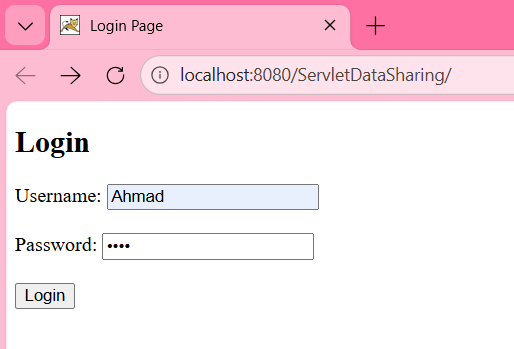 Login Page
localhost:8080/ServletDataSharing/
Login
Username: Ahmad
Password: ••••
Login